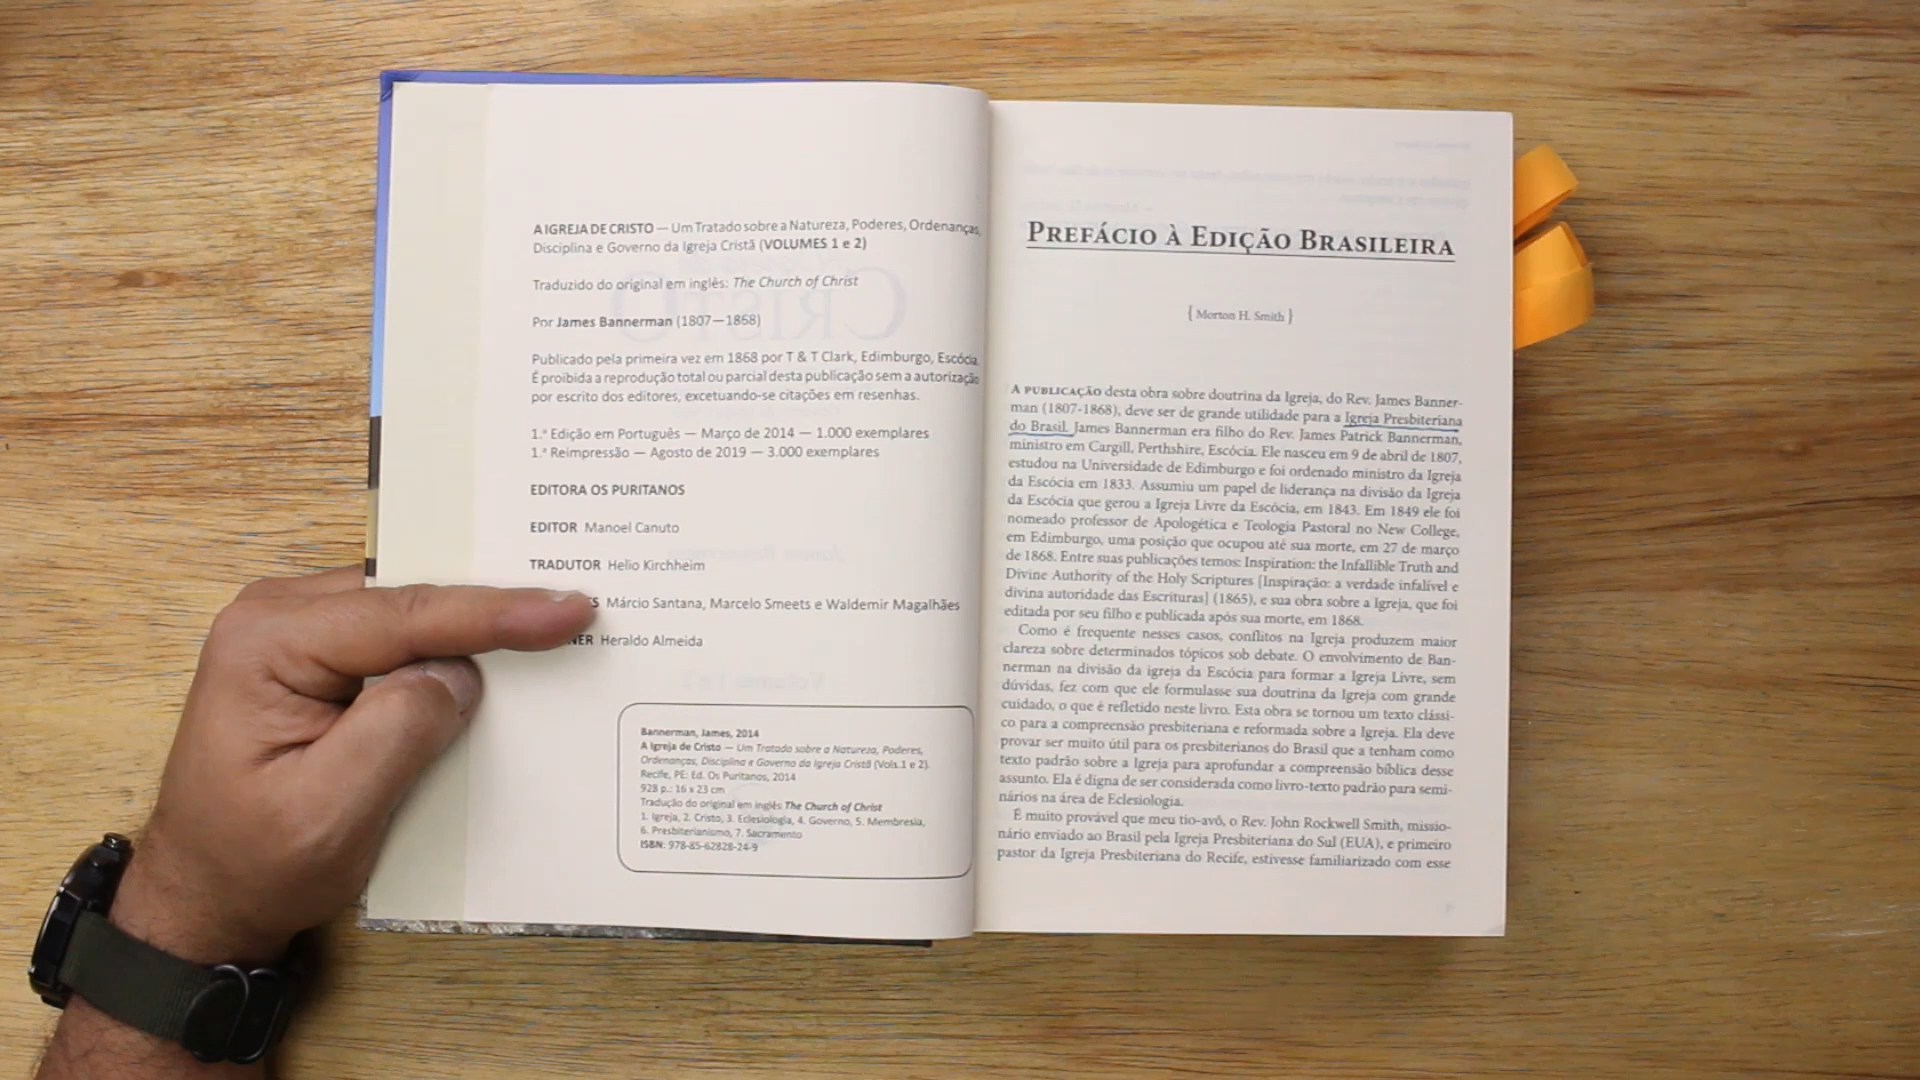 A IGREJA DE CRISTO — Um Tratado sobre a Natureza, Poderes, Ordenanças,
Disciplina e Governo da Igreja Cristã (VOLUMES 1 e 2)
Traduzido do original em inglês: The Church of Christ
Por James Bannerman (1807—1868)
Publicado pela primeira vez em 1868 por T & T Clark, Edimburgo, Escócia.
É proibida a reprodução total ou parcial desta publicação sem a autorização
por escrito dos editores, excetuando-se citações em resenhas.
1.ª Edição em Português — Março de 2014 — 1.000 exemplares
1.ª Reimpressão — Agosto de 2019 — 3.000 exemplares
EDITORA OS PURITANOS
EDITOR Manoel Canuto
TRADUTOR Helio Kirchheim
Márcio Santana, Marcelo Smeets e Waldemir Magalhães
Heraldo Almeida
Bannerman, James, 2014
A Igreja de Cristo — Um Tratado sobre a Natureza, Poderes,
Ordenanças, Disciplina e Governo da Igreja Cristã (Vols.1 e 2).
Recife, PE: Ed. Os Puritanos, 2014
928 p.: 16 x 23 cm
Tradução do original em inglês The Church of Christ
1. Igreja, 2. Cristo, 3. Eclesiologia, 4. Governo, 5. Membresia,
6. Presbiterianismo, 7. Sacramento
ISBN: 978-85-62828-24-9
PREFÁCIO À EDIÇÃO BRASILEIRA
{ Morton H. Smith }
A PUBLICAÇÃO desta obra sobre doutrina da Igreja, do Rev. James Banner-
man (1807-1868), deve ser de grande utilidade para a Igreja Presbiteriana
do Brasil. James Bannerman era filho do Rev. James Patrick Bannerman,
ministro em Cargill, Perthshire, Escócia. Ele nasceu em 9 de abril de 1807,
estudou na Universidade de Edimburgo e foi ordenado ministro da Igreja
da Escócia em 1833. Assumiu um papel de liderança na divisão da Igreja
da Escócia que gerou a Igreja Livre da Escócia, em 1843. Em 1849 ele foi
nomeado professor de Apologética e Teologia Pastoral no New College,
em Edimburgo, uma posição que ocupou até sua morte, em 27 de março
de 1868. Entre suas publicações temos: Inspiration: the Infallible Truth and
Divine Authority of the Holy Scriptures [Inspiração: a verdade infalível e
divina autoridade das Escrituras] (1865), e sua obra sobre a Igreja, que foi
editada por seu filho e publicada após sua morte, em 1868.
Como é frequente nesses casos, conflitos na Igreja produzem maior
clareza sobre determinados tópicos sob debate. O envolvimento de Ban-
nerman na divisão da igreja da Escócia para formar a Igreja Livre, sem
dúvidas, fez com que ele formulasse sua doutrina da Igreja com grande
cuidado, o que é refletido neste livro. Esta obra se tornou um texto clássi-
co para a compreensão presbiteriana e reformada sobre a Igreja. Ela deve
provar ser muito útil para os presbiterianos do Brasil que a tenham como
texto padrão sobre a Igreja para aprofundar a compreensão bíblica desse
assunto. Ela é digna de ser considerada como livro-texto padrão para semi-
nários na área de Eclesiologia.
É muito provável que meu tio-avô, o Rev. John Rockwell Smith, missio-
nário enviado ao Brasil pela Igreja Presbiteriana do Sul (EUA), e primeiro
pastor da Igreja Presbiteriana do Recife, estivesse familiarizado com esse